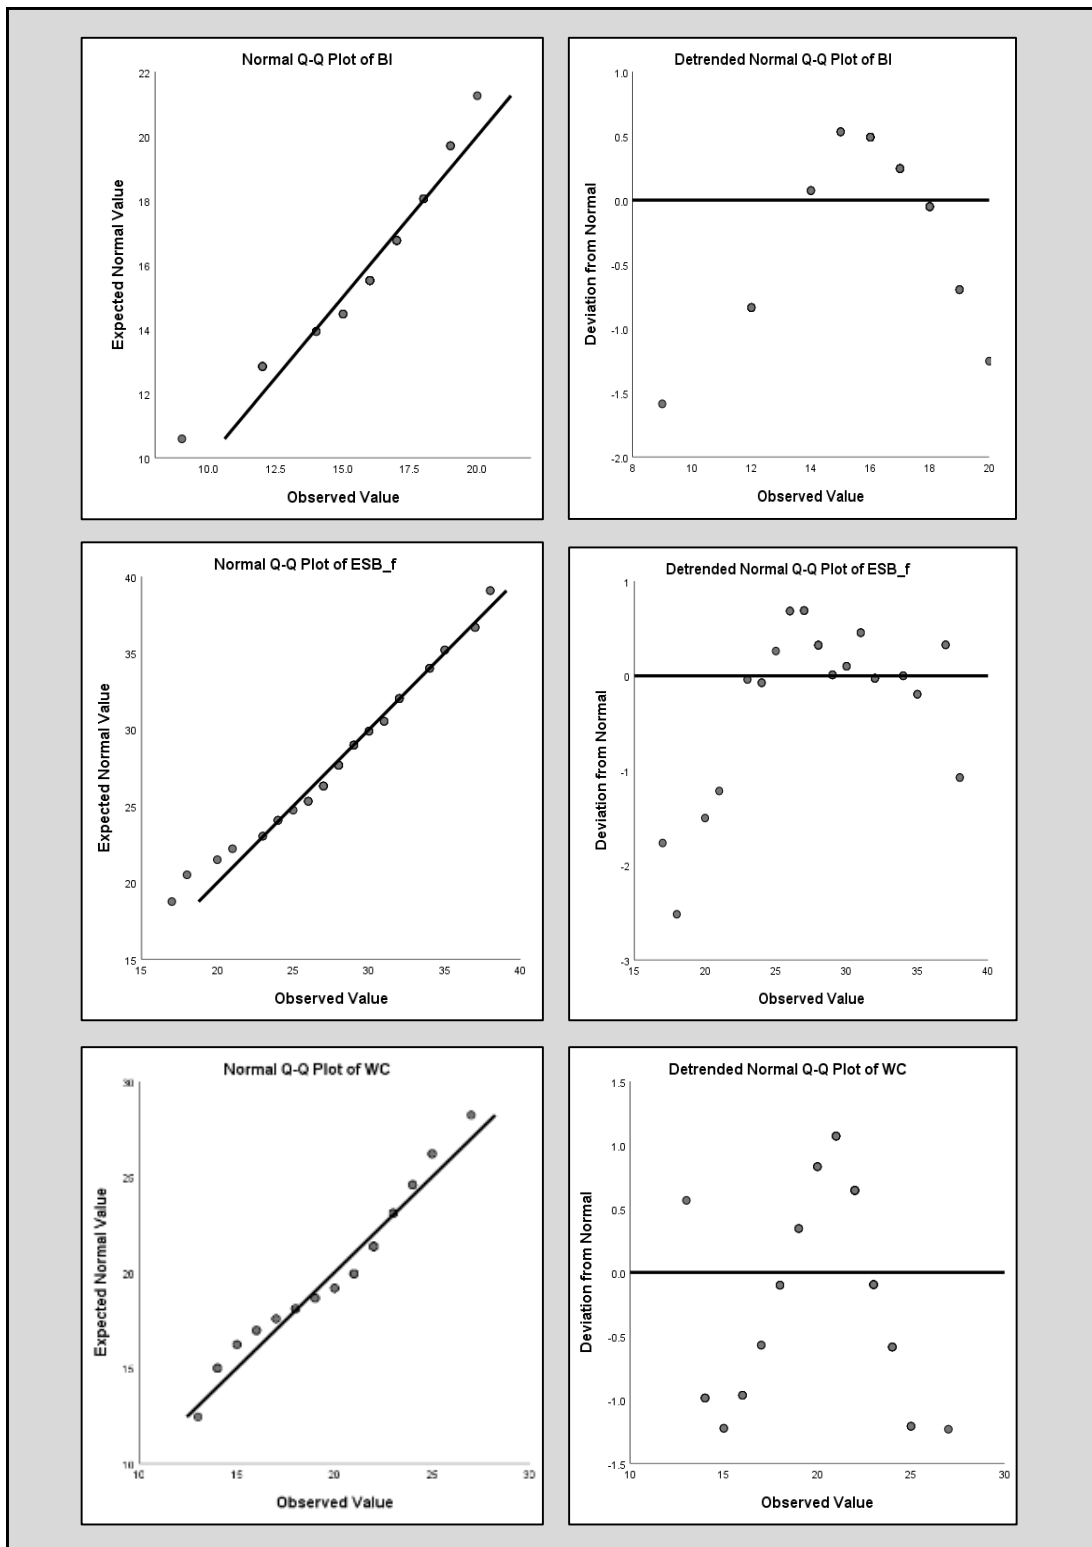 Normal Q-Q Plot of BI
Expected Normal Value
22
20
18
16
14
12
10
10.0 12.5 15.0 17.5 20.0
Observed Value
Detrended Normal Q-Q Plot of BI
Deviation from Normal
1.0
0.5
0.0
-0.5
-1.0
-1.5
-2.0
8 10 12 14 16 18 20
Observed Value
Normal Q-Q Plot of ESB_f
Expected Normal Value
40
35
30
25
20
15
15 20 25 30 35 40
Observed Value
Detrended Normal Q-Q Plot of ESB_f
Deviation from Normal
1
0
-1
-2
-3
15 20 25 30 35 40
Observed Value
Normal Q-Q Plot of WC
Expected Normal Value
30
25
20
15
10
10 15 20 25 30
Observed Value
Detrended Normal Q-Q Plot of WC
Deviation from Normal
1.5
1.0
0.5
0.0
-0.5
-1.0
-1.5
10 15 20 25 30
Observed Value